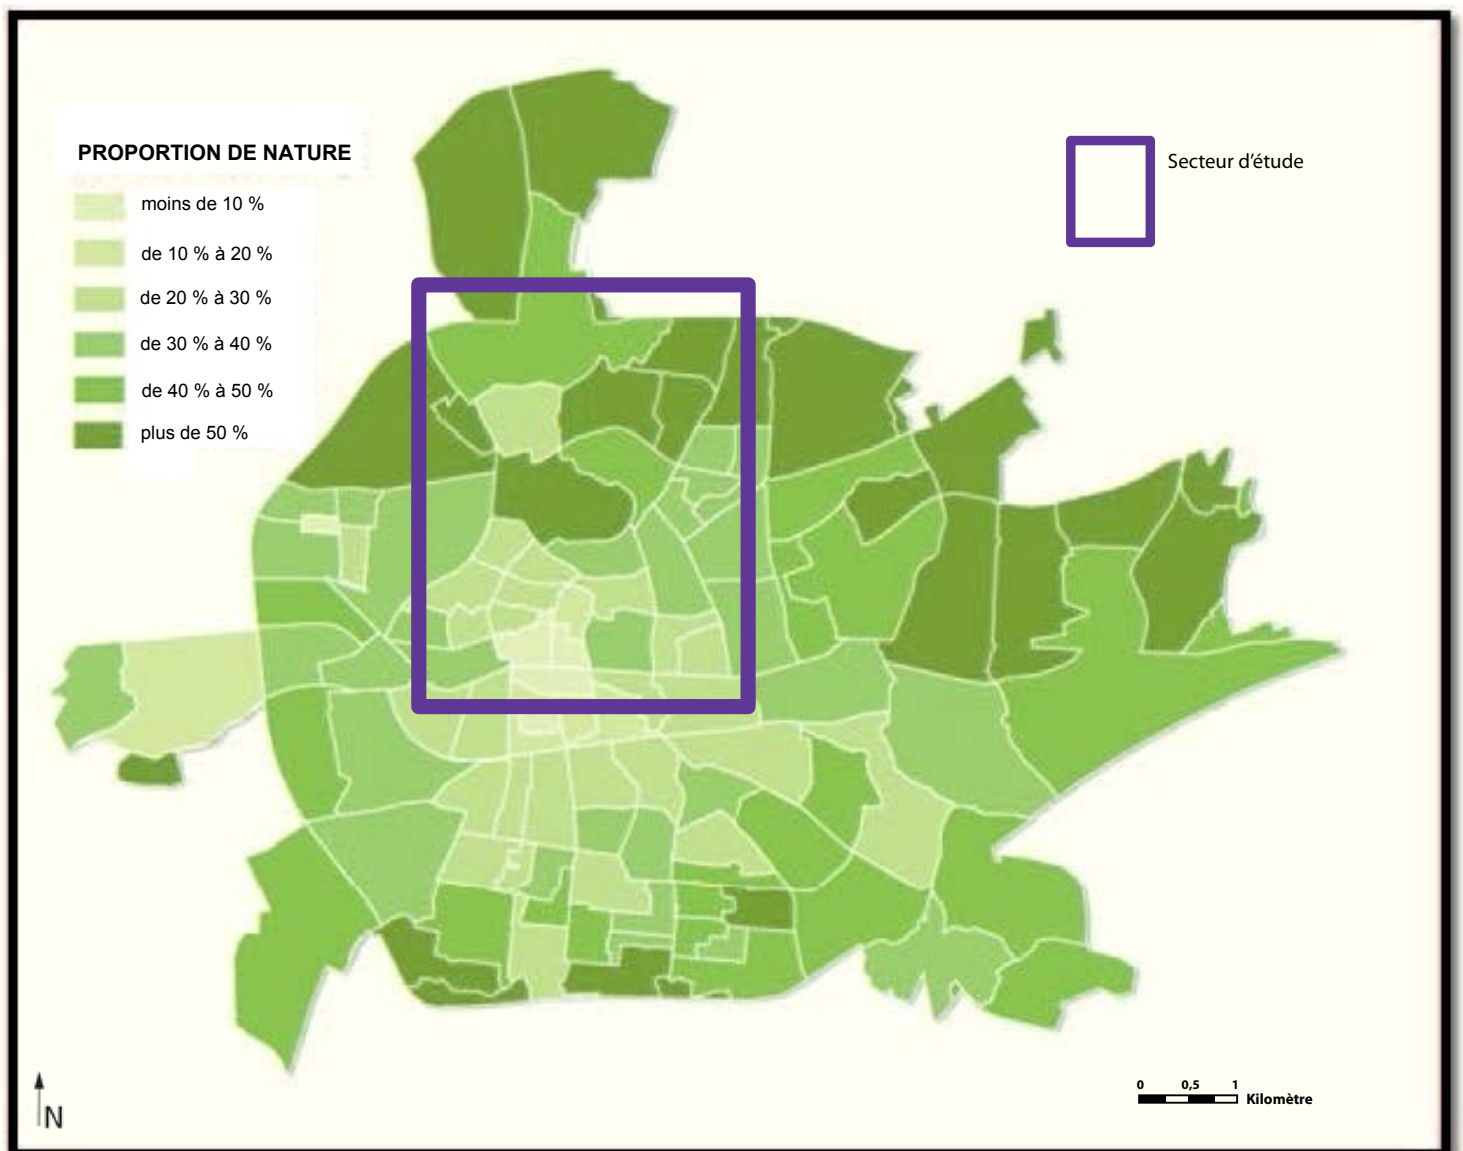 PROPORTION DE NATURE
moins de 10 %
de 10 % à 20 %
de 20 % à 30 %
de 30 % à 40 %
de 40 % à 50 %
plus de 50 %
Secteur d'étude
N
0 0,5 1
Kilomètre